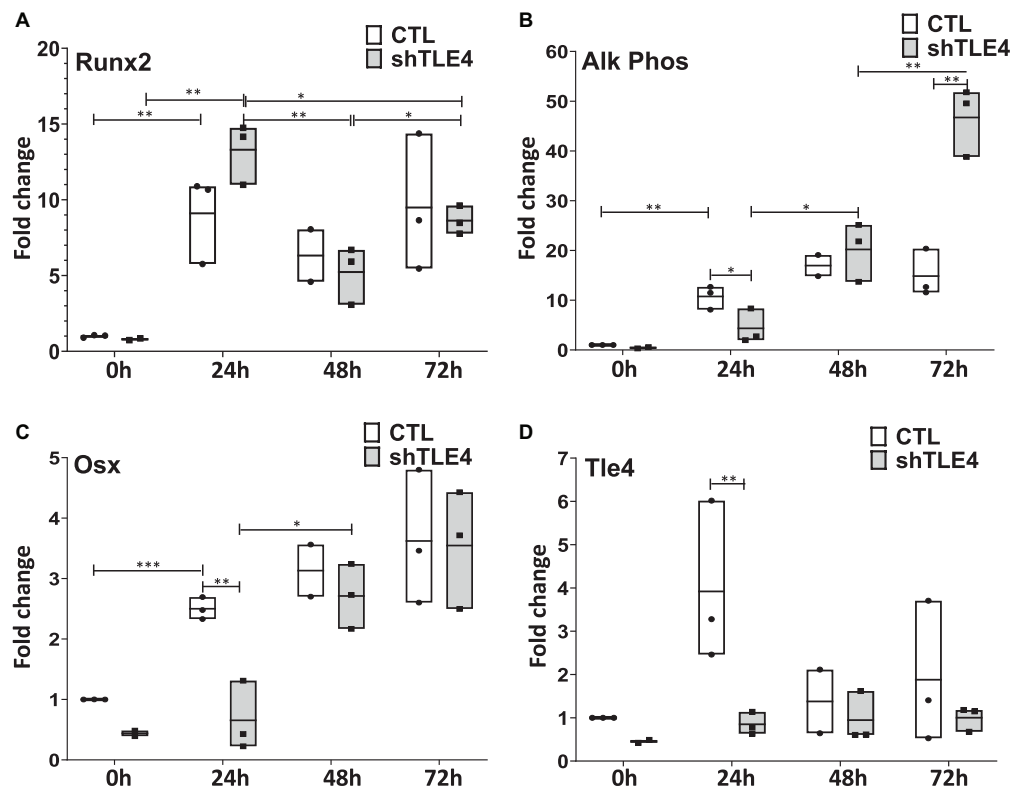 A
Runx2
CTL
shTLE4
Fold change
20
15
10
5
0
**
**
*
**
*
0h 24h 48h 72h
B
Alk Phos
CTL
shTLE4
Fold change
60
50
40
30
20
10
0
**
**
**
*
*
0h 24h 48h 72h
C
Osx
CTL
shTLE4
Fold change
5
4
3
2
1
0
*
***
**
0h 24h 48h 72h
D
Tle4
CTL
shTLE4
Fold change
7
6
5
4
3
2
1
0
**
0h 24h 48h 72h